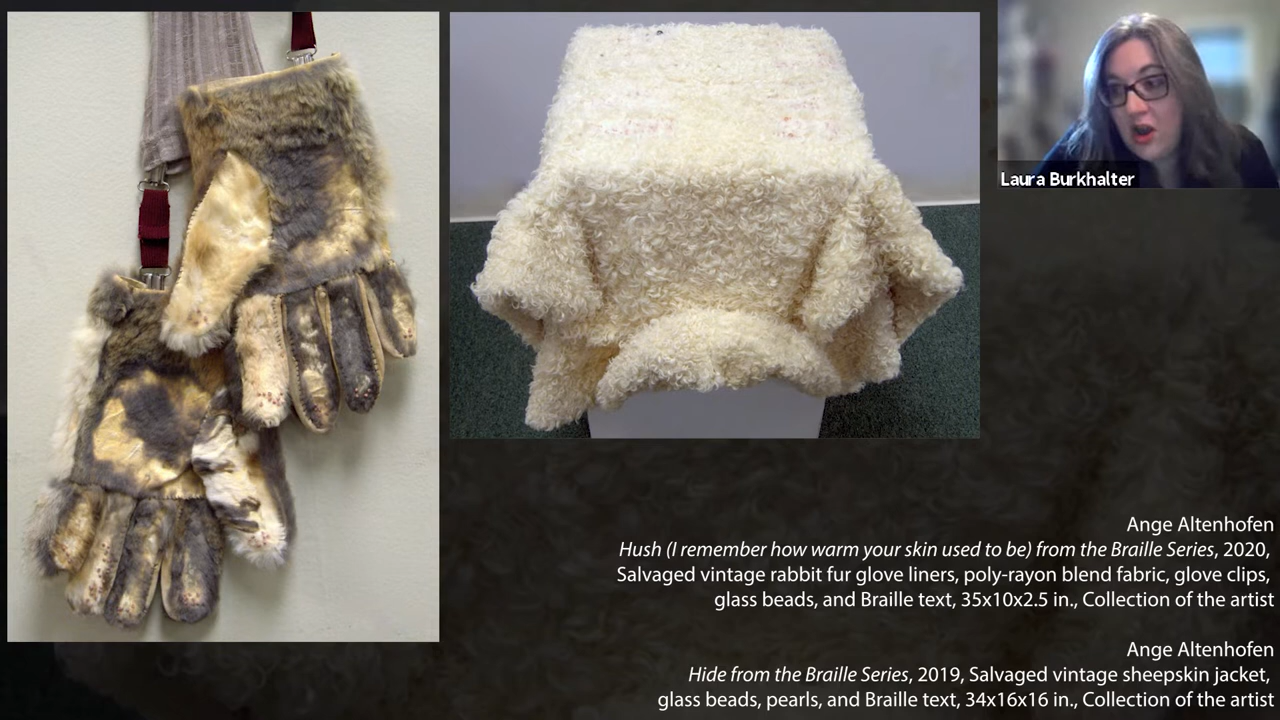 Laura Burkhalter
Ange Altenhofen
Hush (I remember how warm your skin used to be) from the Braille Series, 2020,
Salvaged vintage rabbit fur glove liners, poly-rayon blend fabric, glove clips,
glass beads, and Braille text, 35x10x2.5 in., Collection of the artist
Ange Altenhofen
Hide from the Braille Series, 2019, Salvaged vintage sheepskin jacket,
glass beads, pearls, and Braille text, 34x16x16 in., Collection of the artist